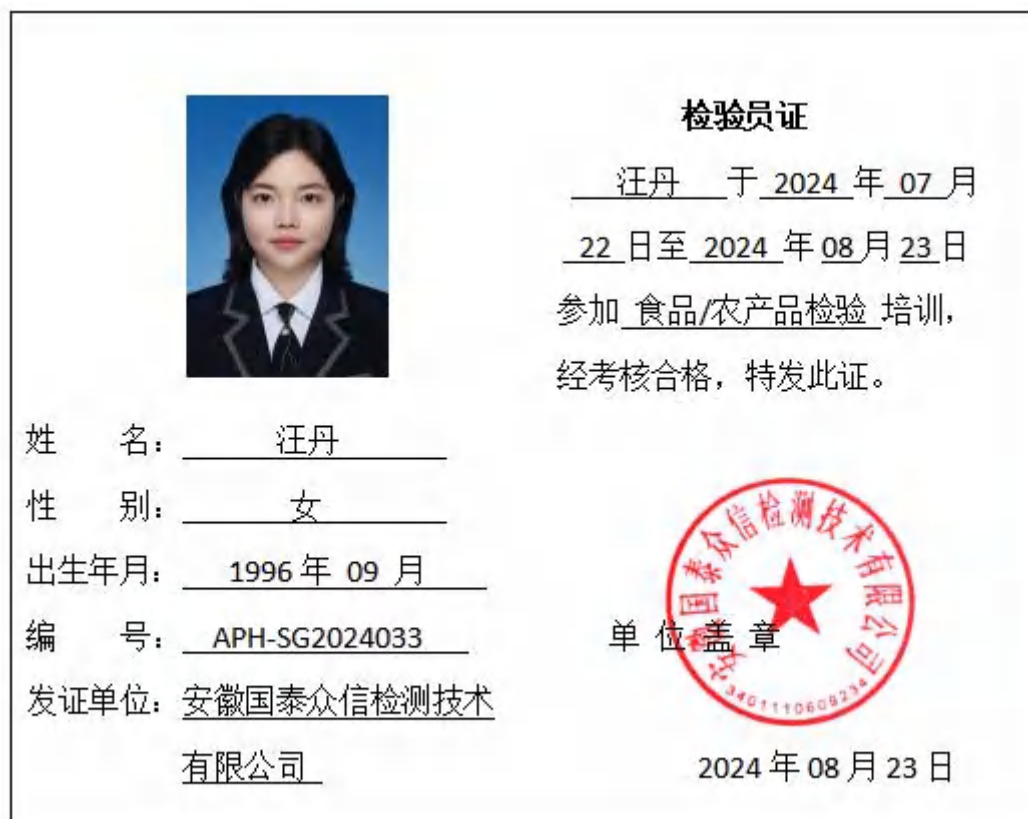 检验员证
汪丹 于 2024 年 07 月
22 日至 2024 年 08 月 23 日
参加 食品/农产品检验 培训，
经考核合格，特发此证。
姓 名： 汪丹
性 别： 女
出生年月： 1996 年 09 月
编 号： APH-SG2024033
发证单位：安徽国泰众信检测技术
有限公司
安徽国泰众信检测技术有限公司
3401110609234
单 位 盖 章
2024 年 08 月 23 日